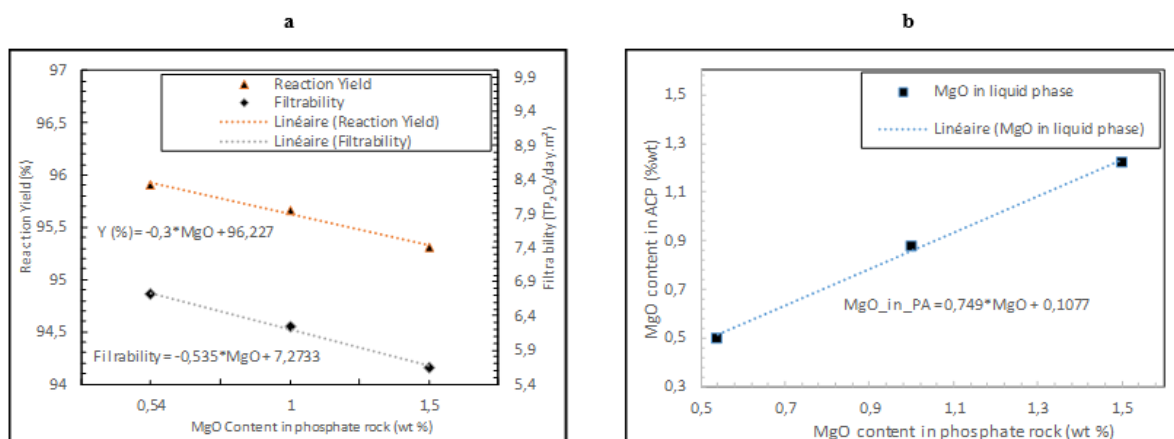 a
97
96,5
96
95,5
95
94,5
94
Reaction Yield (%)
Reaction Yield
Filtrability
Linéaire (Reaction Yield)
Linéaire (Filtrability)
Y (%)= -0,3*MgO +96,227
Filrability = -0,535*MgO + 7,2733
9,9
9,4
8,9
8,4
7,9
7,4
6,9
6,4
5,9
5,4
Filtrability (TP₂O₅/day.m²)
0,54 1 1,5
MgO Content in phosphate rock (wt %)
b
1,5
1,3
1,1
0,9
0,7
0,5
0,3
MgO content in ACP (%wt)
MgO in liquid phase
Linéaire (MgO in liquid phase)
MgO_in_PA = 0,749*MgO + 0,1077
0,5 0,7 0,9 1,1 1,3 1,5
MgO content in phosphate rock (wt %)